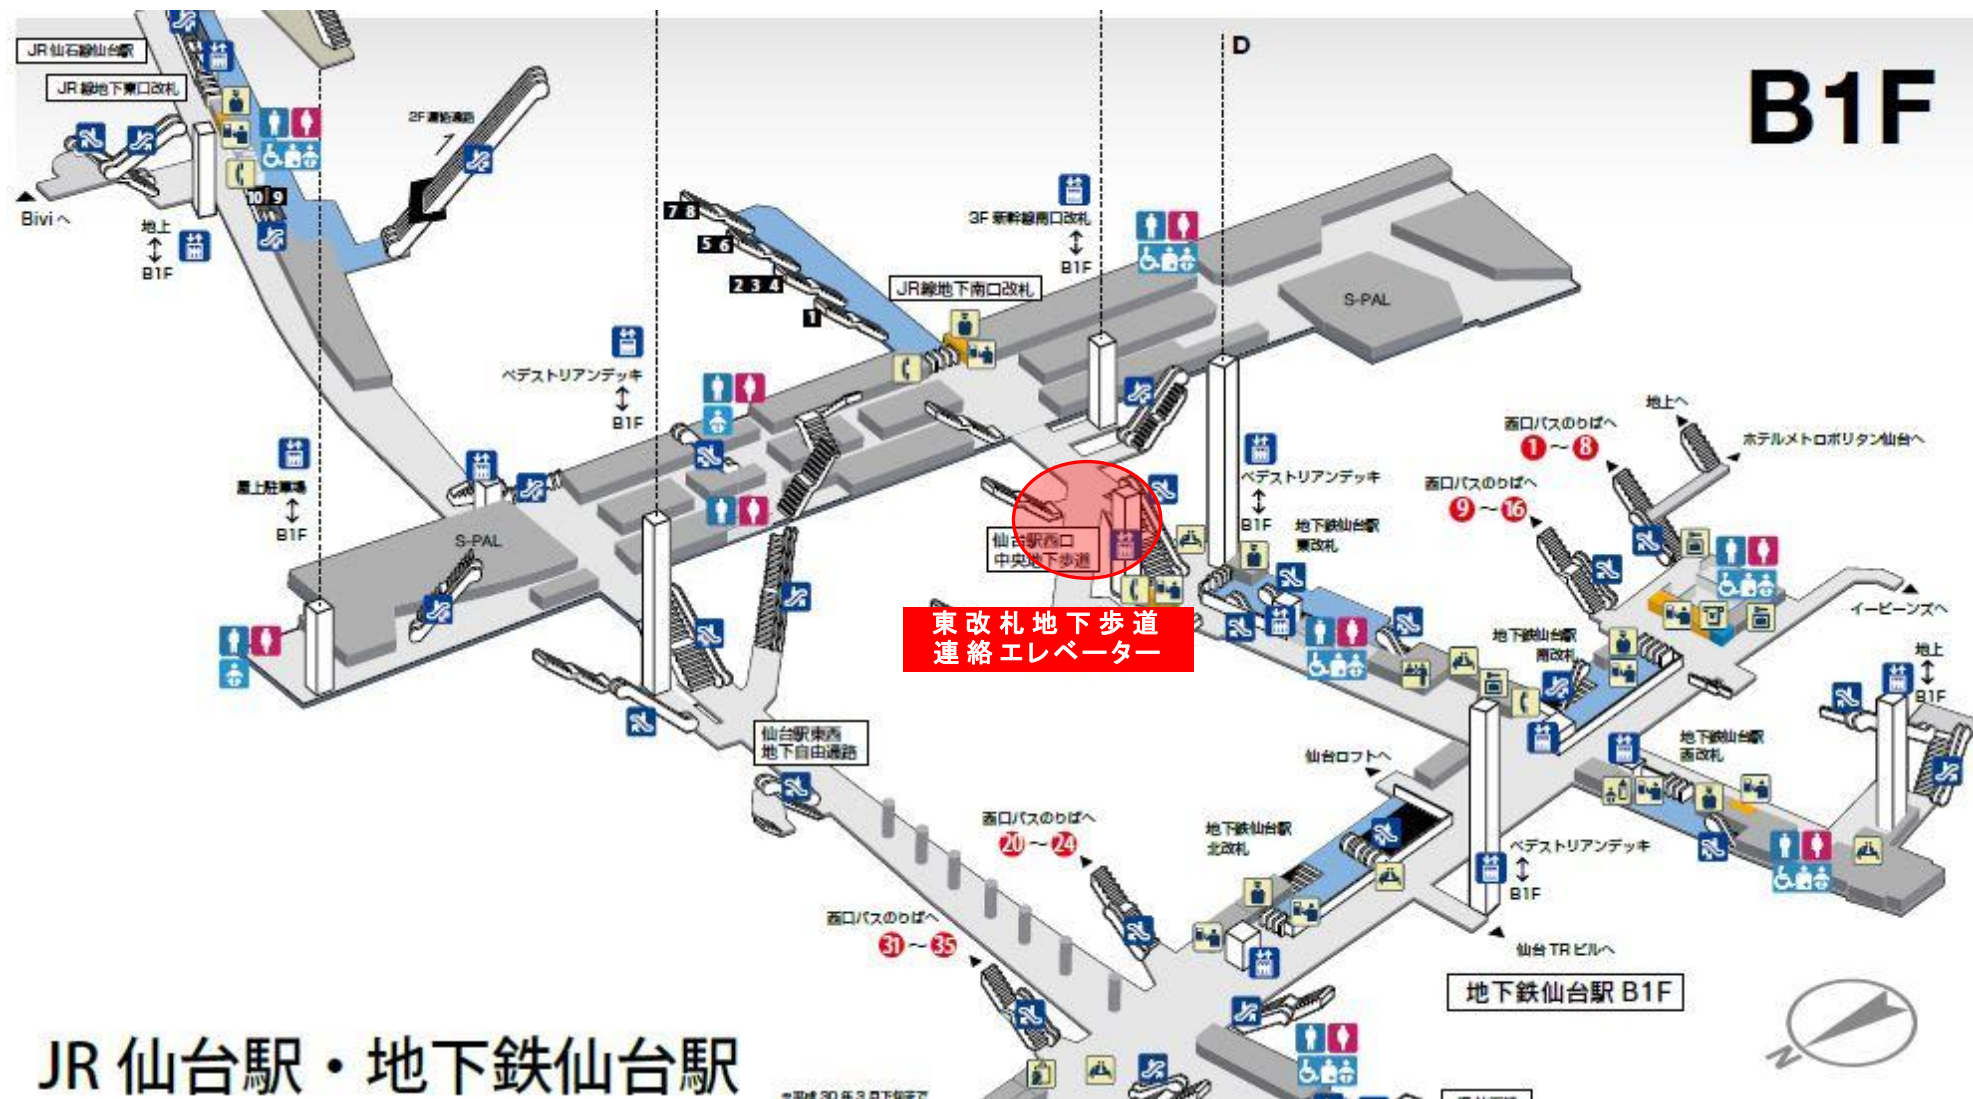 D
B1F
JR仙石線仙台駅
JR線地下東口改札
2F連絡通路
Biviへ
10 9
地上
B1F
7 8
5 6
2 3 4
1
3F 新幹線南口改札
B1F
JR線地下南口改札
S-PAL
ペデストリアンデッキ
B1F
屋上駐車場
B1F
S-PAL
仙台駅西口
中央地下歩道
東改札地下歩道
連絡エレベーター
ペデストリアンデッキ
B1F
地下鉄仙台駅
東改札
西口バスのりばへ
1～8
西口バスのりばへ
9～16
地上へ
ホテルメトロポリタン仙台へ
イービーンズへ
地下鉄仙台駅
南改札
地上
B1F
地下鉄仙台駅
西改札
仙台駅東西
地下自由通路
仙台ロフトへ
西口バスのりばへ
20～24
地下鉄仙台駅
北改札
ペデストリアンデッキ
B1F
西口バスのりばへ
31～35
仙台TRビルへ
地下鉄仙台駅 B1F
N
JR 仙台駅・地下鉄仙台駅